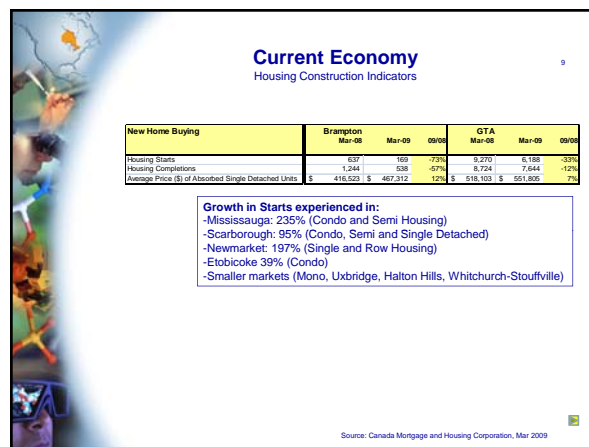 Current Economy
9
Housing Construction Indicators
New Home Buying Brampton GTA
Mar-08 Mar-09 09/08 Mar-08 Mar-09 09/08
Housing Starts 637 169 -73% 9,270 6,188 -33%
Housing Completions 1,244 538 -57% 8,724 7,644 -12%
Average Price ($) of Absorbed Single Detached Units $ 416,523 $ 467,312 12% $ 518,103 $ 551,805 7%
Growth in Starts experienced in:
-Mississauga: 235% (Condo and Semi Housing)
-Scarborough: 95% (Condo, Semi and Single Detached)
-Newmarket: 197% (Single and Row Housing)
-Etobicoke 39% (Condo)
-Smaller markets (Mono, Uxbridge, Halton Hills, Whitchurch-Stouffville)
Source: Canada Mortgage and Housing Corporation, Mar 2009